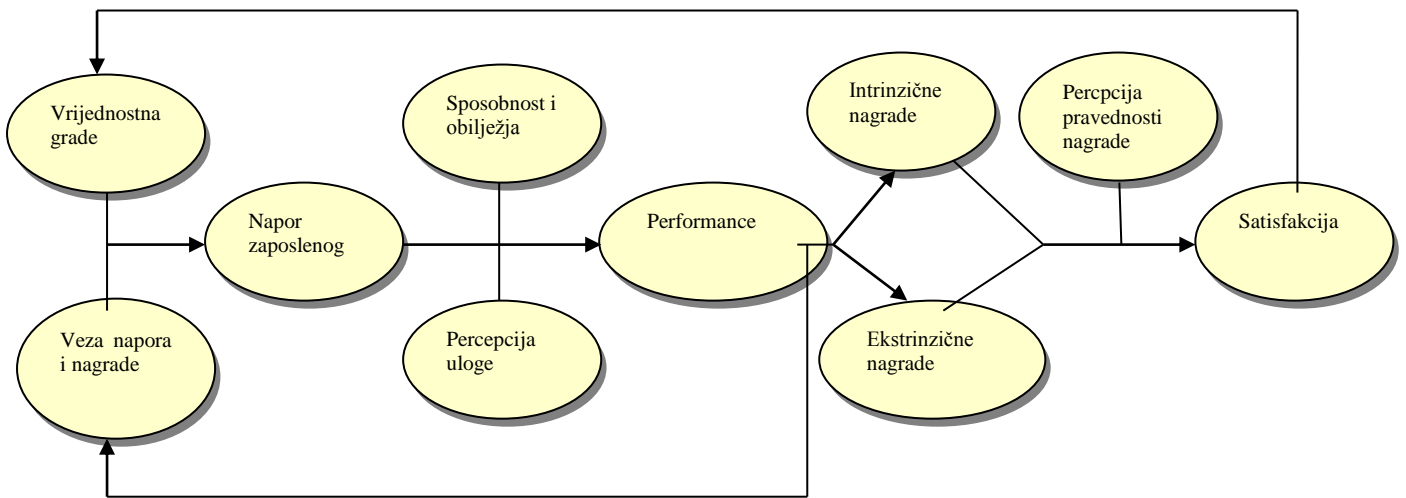 Vrijednostna
grade
Sposobnost i
obilježja
Intrinzične
nagrade
Percpcija
pravednosti
nagrade
Napor
zaposlenog
Performance
Satisfakcija
Veza  napora
i nagrade
Percepcija
uloge
Ekstrinzične
nagrade